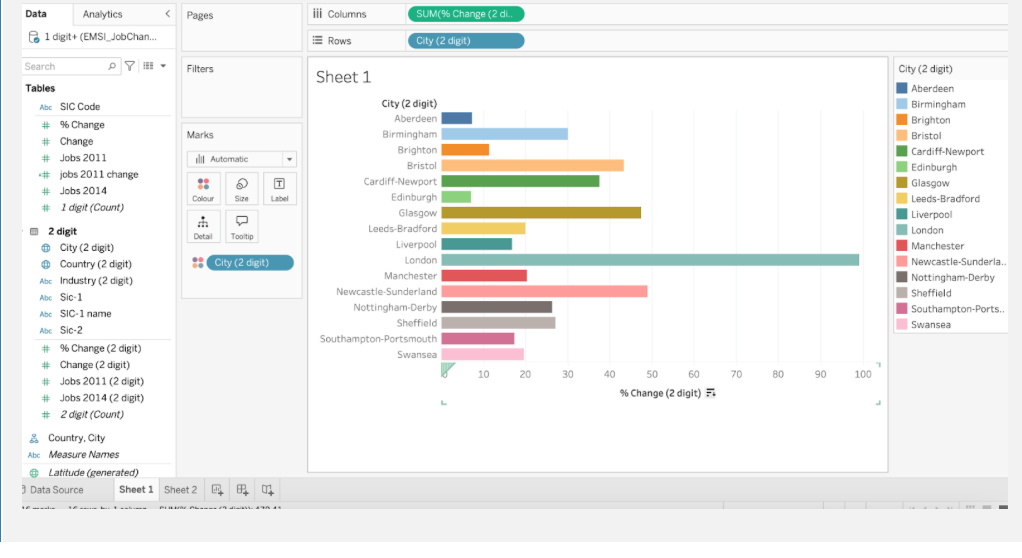 Data
Analytics
1 digit+ (EMSI_JobChan...
Search
Tables
Abc SIC Code
# % Change
# Change
# Jobs 2011
=# jobs 2011 change
# Jobs 2014
# 1 digit (Count)
2 digit
City (2 digit)
Country (2 digit)
Abc Industry (2 digit)
Abc Sic-1
Abc SIC-1 name
Abc Sic-2
# % Change (2 digit)
# Change (2 digit)
# Jobs 2011 (2 digit)
# Jobs 2014 (2 digit)
# 2 digit (Count)
Country, City
Abc Measure Names
Latitude (generated)
Pages
Filters
Marks
Automatic
Colour
Size
Label
Detail
Tooltip
City (2 digit)
Columns
SUM(% Change (2 di..
Rows
City (2 digit)
Sheet 1
City (2 digit)
Aberdeen
Birmingham
Brighton
Bristol
Cardiff-Newport
Edinburgh
Glasgow
Leeds-Bradford
Liverpool
London
Manchester
Newcastle-Sunderland
Nottingham-Derby
Sheffield
Southampton-Portsmouth
Swansea
0 10 20 30 40 50 60 70 80 90 100
% Change (2 digit)
City (2 digit)
Aberdeen
Birmingham
Brighton
Bristol
Cardiff-Newport
Edinburgh
Glasgow
Leeds-Bradford
Liverpool
London
Manchester
Newcastle-Sunderla..
Nottingham-Derby
Sheffield
Southampton-Ports..
Swansea
Data Source
Sheet 1
Sheet 2